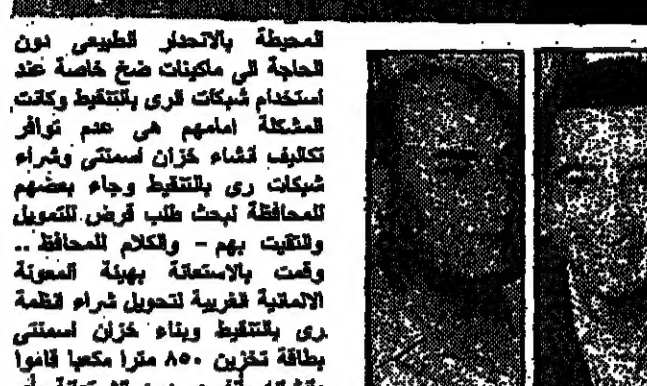 المحيطة بالانحدار الطبيعى دون
الحاجة الى ماكينات ضخ خاصة عند
استخدام شبكات الرى بالتنقيط وكانت
المشكلة امامهم هى عدم توافر
تكاليف انشاء خزان اسمنتى وشراء
شبكات رى بالتنقيط وجاء بعضهم
للمحافظة لبحث طلب قرض للتمويل
والتقيت بهم - والكلام للمحافظ ..
وقمت بالاستعانة بهيئة المعونة
الالمانية الغربية لتحويل شراء انظمة
رى بالتنقيط وبناء خزان اسمنتى
بطاقة تخزين ٨٥٠ مترا مكعبا قاموا